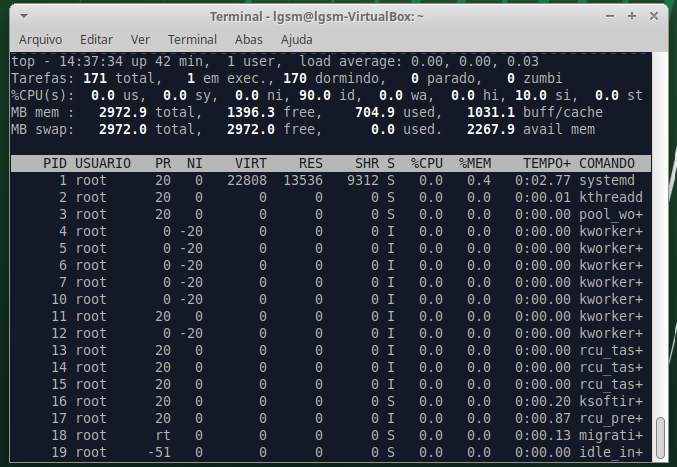 Terminal - lgsm@lgsm-VirtualBox: ~
Arquivo Editar Ver Terminal Abas Ajuda
top - 14:37:34 up 42 min,  1 user,  load average: 0.00, 0.00, 0.03
Tarefas: 171 total,   1 em exec., 170 dormindo,   0 parado,   0 zumbi
%CPU(s):  0.0 us,  0.0 sy,  0.0 ni, 90.0 id,  0.0 wa,  0.0 hi, 10.0 si,  0.0 st
MB mem :   2972.9 total,   1396.3 free,    704.9 used,   1031.1 buff/cache
MB swap:   2972.0 total,   2972.0 free,      0.0 used.   2267.9 avail mem
PID USUARIO PR NI VIRT RES SHR S %CPU %MEM TEMPO+ COMANDO
1 root 20 0 22808 13536 9312 S 0.0 0.4 0:02.77 systemd
2 root 20 0 0 0 0 S 0.0 0.0 0:00.01 kthreadd
3 root 20 0 0 0 0 S 0.0 0.0 0:00.00 pool_wo+
4 root 0 -20 0 0 0 I 0.0 0.0 0:00.00 kworker+
5 root 0 -20 0 0 0 I 0.0 0.0 0:00.00 kworker+
6 root 0 -20 0 0 0 I 0.0 0.0 0:00.00 kworker+
7 root 0 -20 0 0 0 I 0.0 0.0 0:00.00 kworker+
10 root 0 -20 0 0 0 I 0.0 0.0 0:00.00 kworker+
11 root 20 0 0 0 0 I 0.0 0.0 0:00.00 kworker+
12 root 0 -20 0 0 0 I 0.0 0.0 0:00.00 kworker+
13 root 20 0 0 0 0 I 0.0 0.0 0:00.00 rcu_tas+
14 root 20 0 0 0 0 I 0.0 0.0 0:00.00 rcu_tas+
15 root 20 0 0 0 0 I 0.0 0.0 0:00.00 rcu_tas+
16 root 20 0 0 0 0 S 0.0 0.0 0:00.20 ksoftir+
17 root 20 0 0 0 0 I 0.0 0.0 0:00.87 rcu_pre+
18 root rt 0 0 0 0 S 0.0 0.0 0:00.13 migrati+
19 root -51 0 0 0 0 S 0.0 0.0 0:00.00 idle_in+